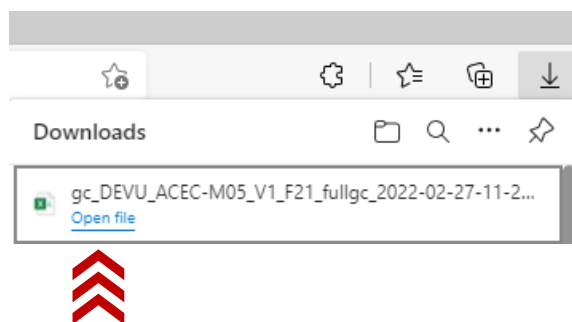 Downloads
gc_DEVU_ACEC-M05_V1_F21_fullgc_2022-02-27-11-2...
Open file